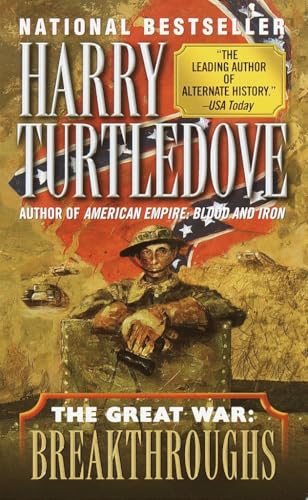 NATIONAL BESTSELLER
HARRY
TURTLEDOVE
"THE
LEADING AUTHOR
OF
ALTERNATE HISTORY."
—USA Today
AUTHOR OF AMERICAN EMPIRE: BLOOD AND IRON
THE GREAT WAR:
BREAKTHROUGHS